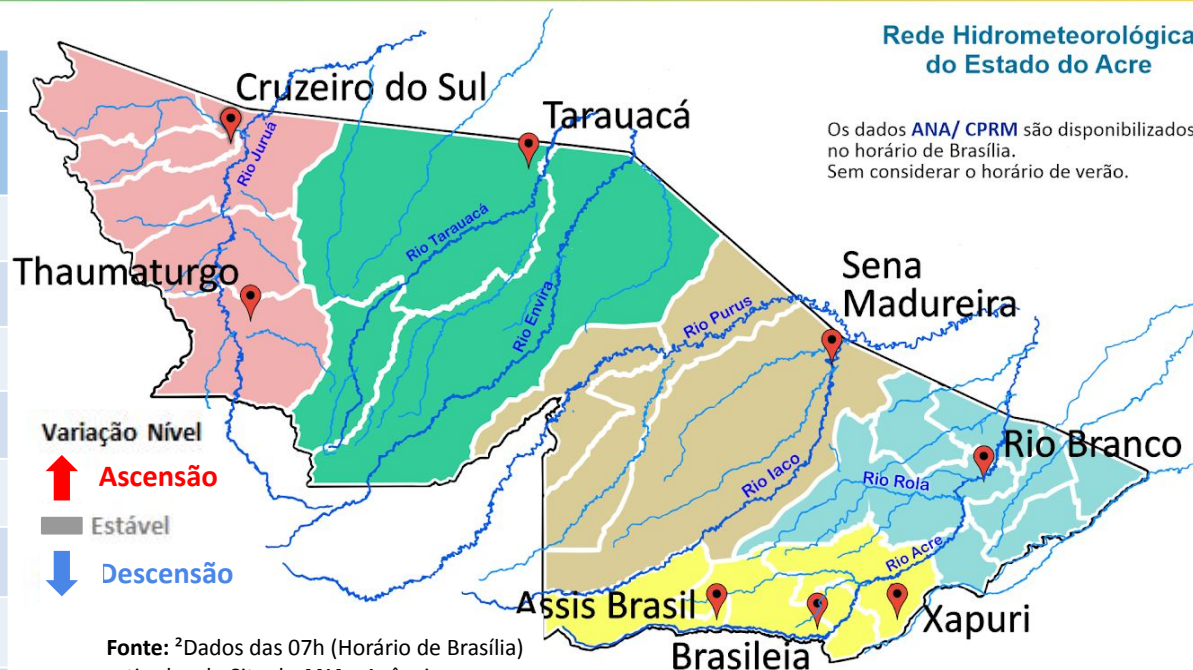 Rede Hidrometeorológica
do Estado do Acre
Os dados ANA/ CPRM são disponibilizados
no horário de Brasília.
Sem considerar o horário de verão.
Cruzeiro do Sul
Tarauacá
Rio Juruá
Rio Tarauacá
Thaumaturgo
Rio Envira
Sena
Madureira
Rio Purus
Variação Nível
Ascensão
Estável
Descensão
Rio Branco
Rio Iaco
Rio Rola
Rio Acre
Assis Brasil
Xapuri
Brasileia
Fonte: ²Dados das 07h (Horário de Brasília)